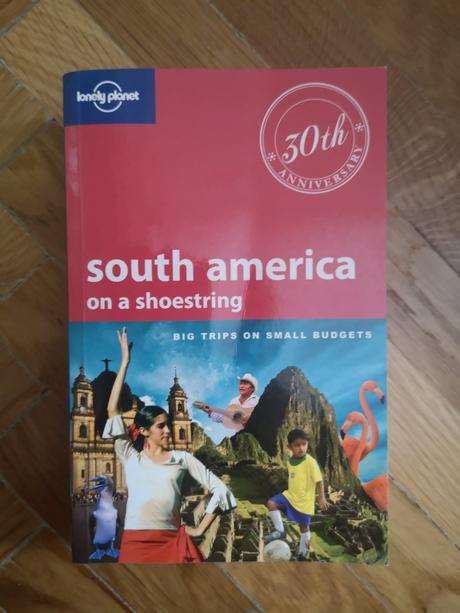 lonely planet
30th
ANNIVERSARY
south america
on a shoestring
BIG TRIPS ON SMALL BUDGETS